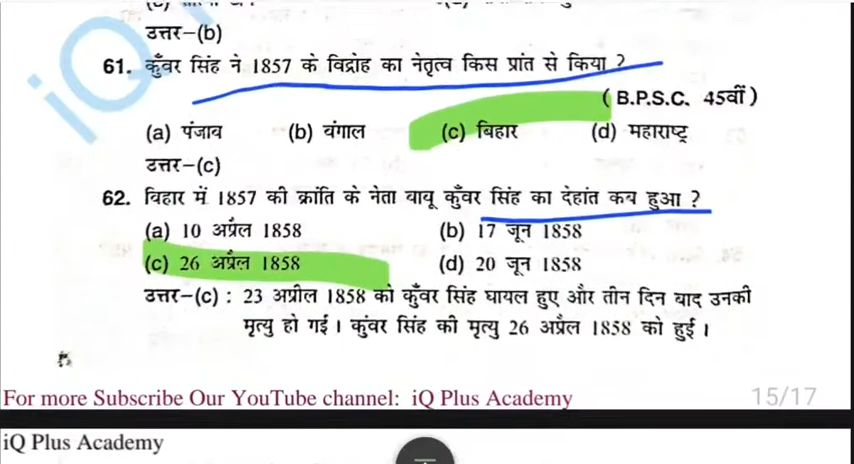 उत्तर–(b)
61. कुँवर सिंह ने 1857 के विद्रोह का नेतृत्व किस प्रांत से किया ?
( B.P.S.C. 45वीं )
(a) पंजाब (b) बंगाल (c) बिहार (d) महाराष्ट्र
उत्तर–(c)
62. बिहार में 1857 की क्रांति के नेता बाबू कुँवर सिंह का देहांत कब हुआ ?
(a) 10 अप्रैल 1858 (b) 17 जून 1858
(c) 26 अप्रैल 1858 (d) 20 जून 1858
उत्तर–(c) : 23 अप्रील 1858 को कुँवर सिंह घायल हुए और तीन दिन बाद उनकी
मृत्यु हो गई। कुंवर सिंह की मृत्यु 26 अप्रैल 1858 को हुई।
For more Subscribe Our YouTube channel: iQ Plus Academy
15/17
iQ Plus Academy